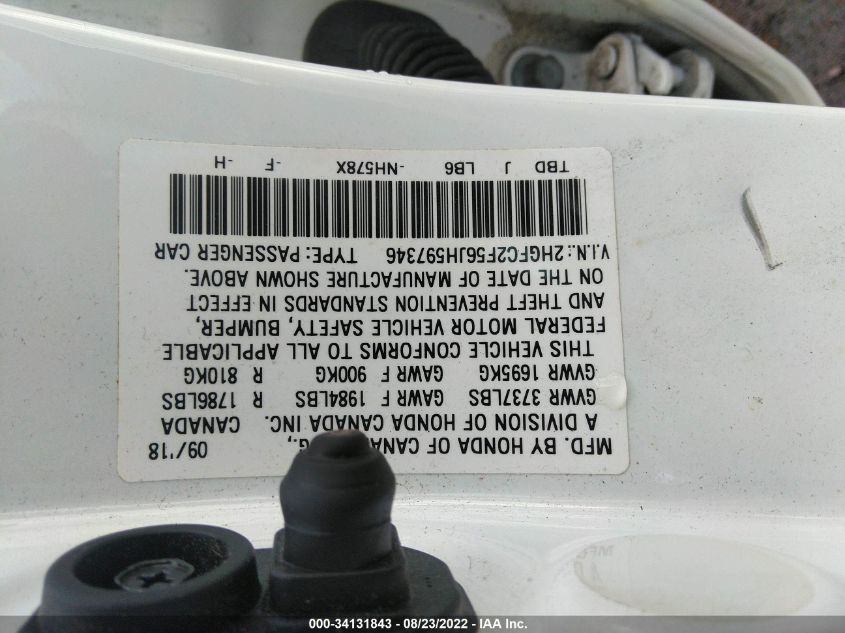 MFD. BY HONDA OF CANA G., 09/'18
A DIVISION OF HONDA CANADA INC. CANADA
GVWR 3737LBS GAWR F 1984LBS R 1786LBS
GVWR 1695KG GAWR F 900KG R 810KG
THIS VEHICLE CONFORMS TO ALL APPLICABLE
FEDERAL MOTOR VEHICLE SAFETY, BUMPER,
AND THEFT PREVENTION STANDARDS IN EFFECT
ON THE DATE OF MANUFACTURE SHOWN ABOVE.
V.I.N.: 2HGFC2F56JH597346 TYPE: PASSENGER CAR
TBD J LB6 -NH578X -F -H
000-34131843 - 08/23/2022 - IAA Inc.